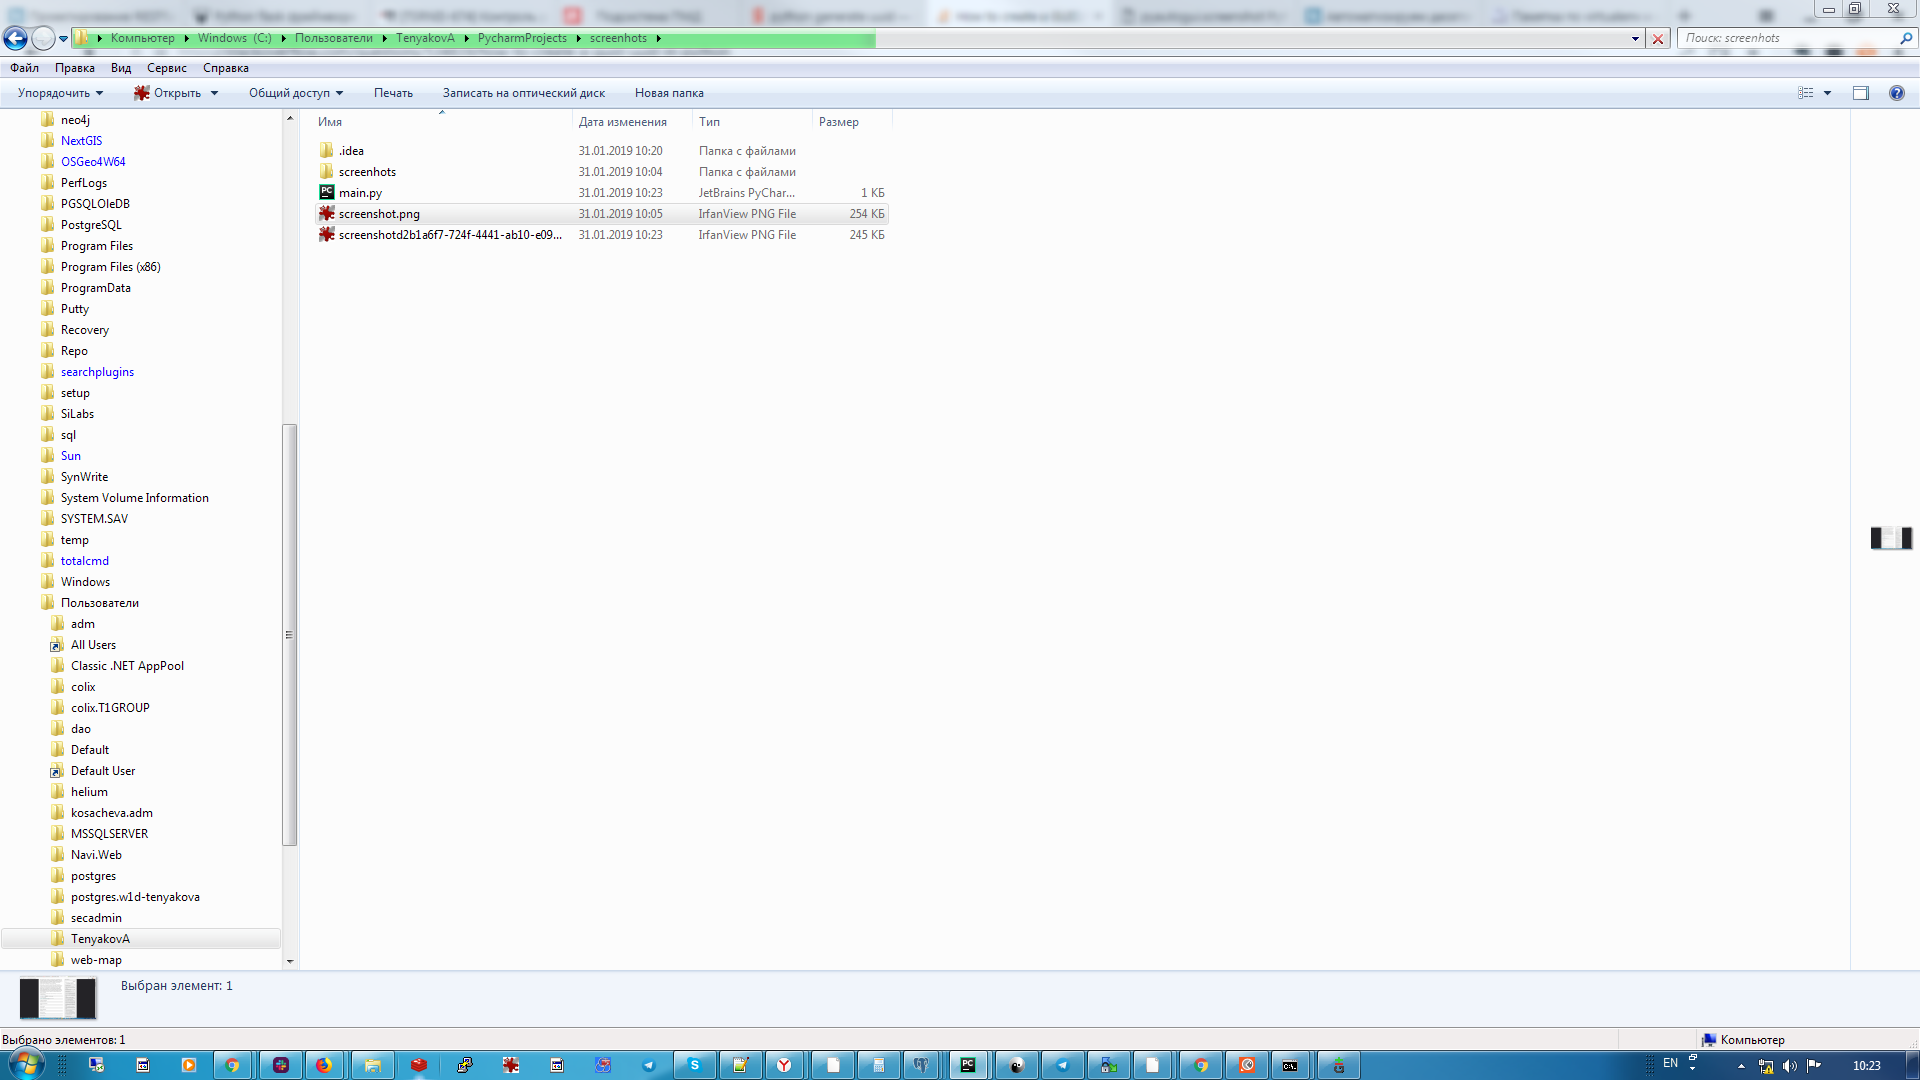 Компьютер Windows (C:) Пользователи TenyakovA PycharmProjects screenhots
Поиск: screenhots
Файл Правка Вид Сервис Справка
Упорядочить Открыть Общий доступ Печать Записать на оптический диск Новая папка
neo4j
NextGIS
OSGeo4W64
PerfLogs
PGSQLOleDB
PostgreSQL
Program Files
Program Files (x86)
ProgramData
Putty
Recovery
Repo
searchplugins
setup
SiLabs
sql
Sun
SynWrite
System Volume Information
SYSTEM.SAV
temp
totalcmd
Windows
Пользователи
adm
All Users
Classic .NET AppPool
colix
colix.T1GROUP
dao
Default
Default User
helium
kosacheva.adm
MSSQLSERVER
Navi.Web
postgres
postgres.w1d-tenyakova
secadmin
TenyakovA
web-map
Имя Дата изменения Тип Размер
.idea 31.01.2019 10:20 Папка с файлами
screenhots 31.01.2019 10:04 Папка с файлами
main.py 31.01.2019 10:23 JetBrains PyChar... 1 КБ
screenshot.png 31.01.2019 10:05 IrfanView PNG File 254 КБ
screenshotd2b1a6f7-724f-4441-ab10-e09... 31.01.2019 10:23 IrfanView PNG File 245 КБ
Выбран элемент: 1
Выбрано элементов: 1
Компьютер
EN
10:23